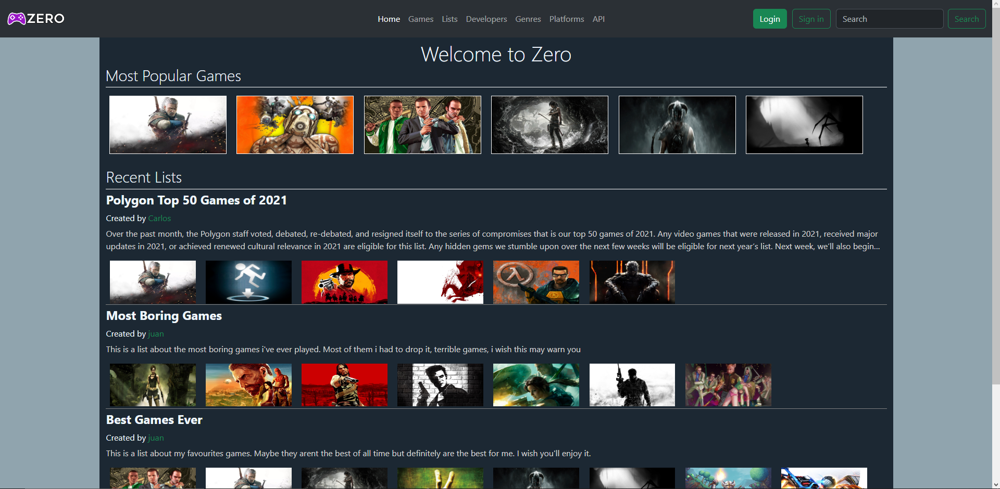 ZERO
Home Games Lists Developers Genres Platforms API
Login Sign in Search Search
Welcome to Zero
Most Popular Games
Recent Lists
Polygon Top 50 Games of 2021
Created by Carlos
Over the past month, the Polygon staff voted, debated, re-debated, and resigned itself to the series of compromises that is our top 50 games of 2021. Any video games that were released in 2021, received major
updates in 2021, or achieved renewed cultural relevance in 2021 are eligible for this list. Any hidden gems we stumble upon over the next few weeks will be eligible for next year’s list. Next week, we’ll also begin...
Most Boring Games
Created by juan
This is a list about the most boring games i've ever played. Most of them i had to drop it, terrible games, i wish this may warn you
Best Games Ever
Created by juan
This is a list about my favourites games. Maybe they arent the best of all time but definitely are the best for me. I wish you'll enjoy it.